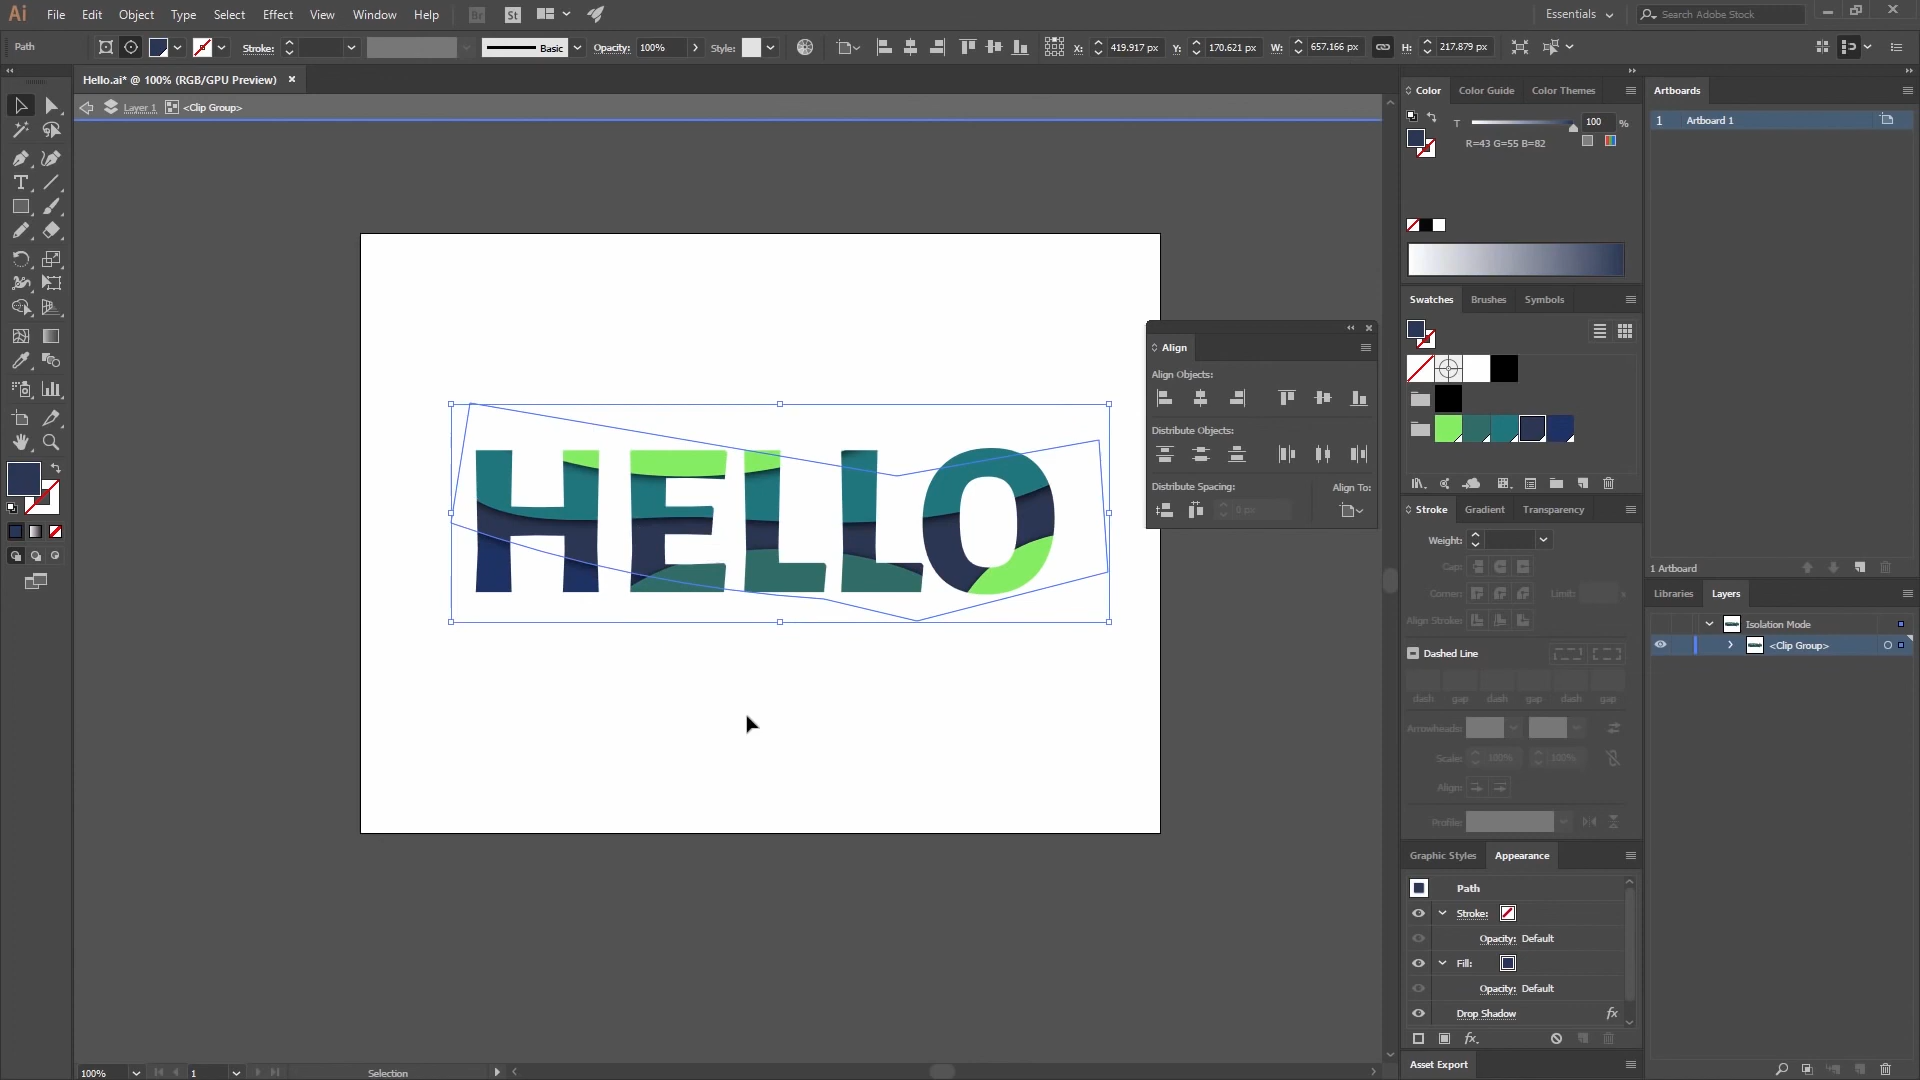 Ai File Edit Object Type Select Effect View Window Help Br St Essentials Search Adobe Stock
Path Stroke: Basic Opacity: 100% Style: X: 419.917 px Y: 170.621 px W: 657.166 px H: 217.879 px
Hello.ai* @ 100% (RGB/GPU Preview)
Layer 1 <Clip Group>
HELLO
Align
Align Objects:
Distribute Objects:
Distribute Spacing: Align To:
0 px
Color Color Guide Color Themes
T 100 %
R=43 G=55 B=82
Swatches Brushes Symbols
Stroke Gradient Transparency
Weight:
Cap:
Corner: Limit: x
Align Stroke:
Dashed Line
dash gap dash gap dash gap
Arrowheads:
Scale: 100% 100%
Align:
Profile:
Graphic Styles Appearance
Path
Stroke:
Opacity: Default
Fill:
Opacity: Default
Drop Shadow fx
fx
Asset Export
Artboards
1 Artboard 1
1 Artboard
Libraries Layers
Isolation Mode
<Clip Group>
100% 1 Selection